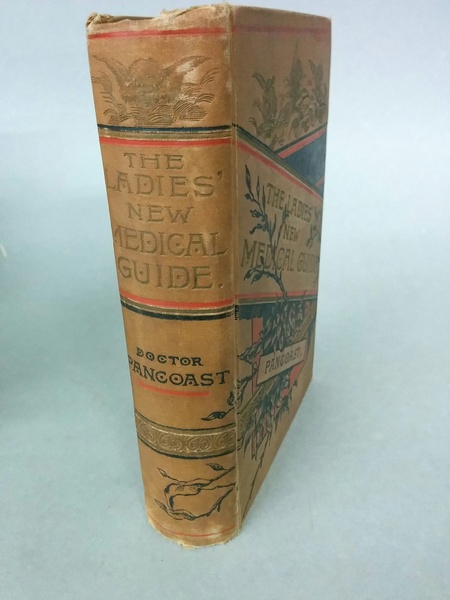 THE
LADIES'
NEW
MEDICAL
GUIDE.
DOCTOR
PANCOAST
THE LADIES'
NEW
MEDICAL GUIDE
PANCOAST.